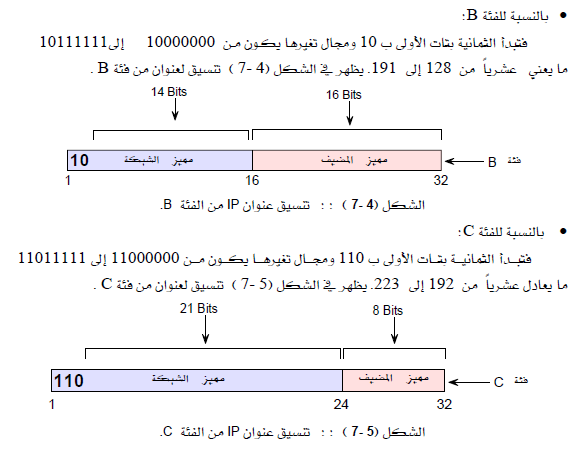 • بالنسبة للفئة B:
فتبدأ الثمانية بتات الأولى ب 10 ومجال تغيرها يكون من 10000000 إلى10111111
ما يعني عشرياً من 128 إلى 191. يظهر في الشكل (4 -7) تنسيق لعنوان من فئة B .
14 Bits
16 Bits
10 مميز الشبكة مميز المضيف فئة B
1 16 32
الشكل (4 -7) : : تنسيق عنوان IP من الفئة B.
• بالنسبة للفئة C:
فتبدأ الثمانية بتات الأولى ب 110 ومجال تغيرها يكون من 11000000 إلى 11011111
ما يعادل عشرياً من 192 إلى 223. يظهر في الشكل (5 -7) تنسيق لعنوان من فئة C .
21 Bits
8 Bits
110 مميز الشبكة مميز المضيف فئة C
1 24 32
الشكل (5 -7) : : تنسيق عنوان IP من الفئة C.